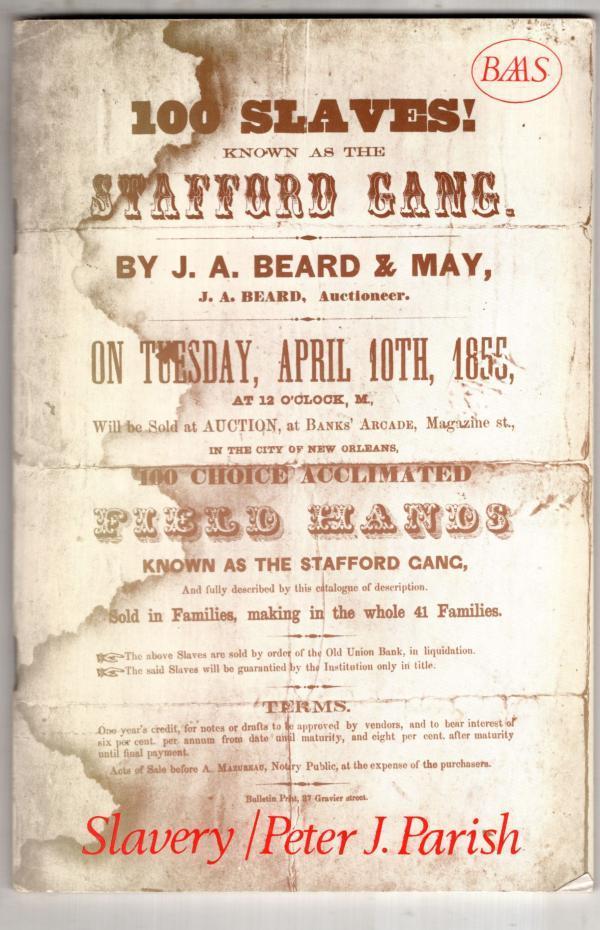 BAAS
100 SLAVES!
KNOWN AS THE
STAFFORD GANG.
BY J. A. BEARD & MAY,
J. A. BEARD, Auctioneer.
ON TUESDAY, APRIL 10TH, 1855,
AT 12 O'CLOCK, M,
Will be Sold at AUCTION, at BANKS' ARCADE, Magazine st.,
IN THE CITY OF NEW ORLEANS,
100 CHOICE ACCLIMATED
FIELD HANDS
KNOWN AS THE STAFFORD GANG,
And fully described by this catalogue of description.
Sold in Families, making in the whole 41 Families.
The above Slaves are sold by order of the Old Union Bank, in liquidation.
The said Slaves will be guarantied by the Institution only in title.
TERMS.
One year's credit, for notes or drafts to be approved by vendors, and to bear interest of
six per cent. per annum from date until maturity, and eight per cent. after maturity
until final payment.
Acts of Sale before A. MAZUREAU, Notary Public, at the expense of the purchasers.
Bulletin Print, 37 Gravier street.
Slavery / Peter J. Parish